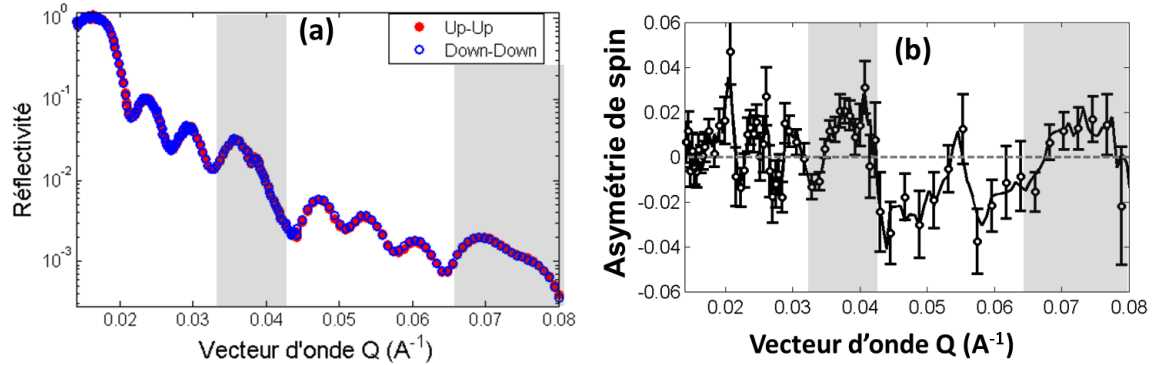 (a)
Up-Up
Down-Down
10⁰
10⁻¹
10⁻²
10⁻³
Réflectivité
0.02 0.03 0.04 0.05 0.06 0.07 0.08
Vecteur d'onde Q (A⁻¹)
(b)
0.06
0.04
0.02
0
-0.02
-0.04
-0.06
Asymétrie de spin
0.02 0.03 0.04 0.05 0.06 0.07 0.08
Vecteur d’onde Q (A⁻¹)